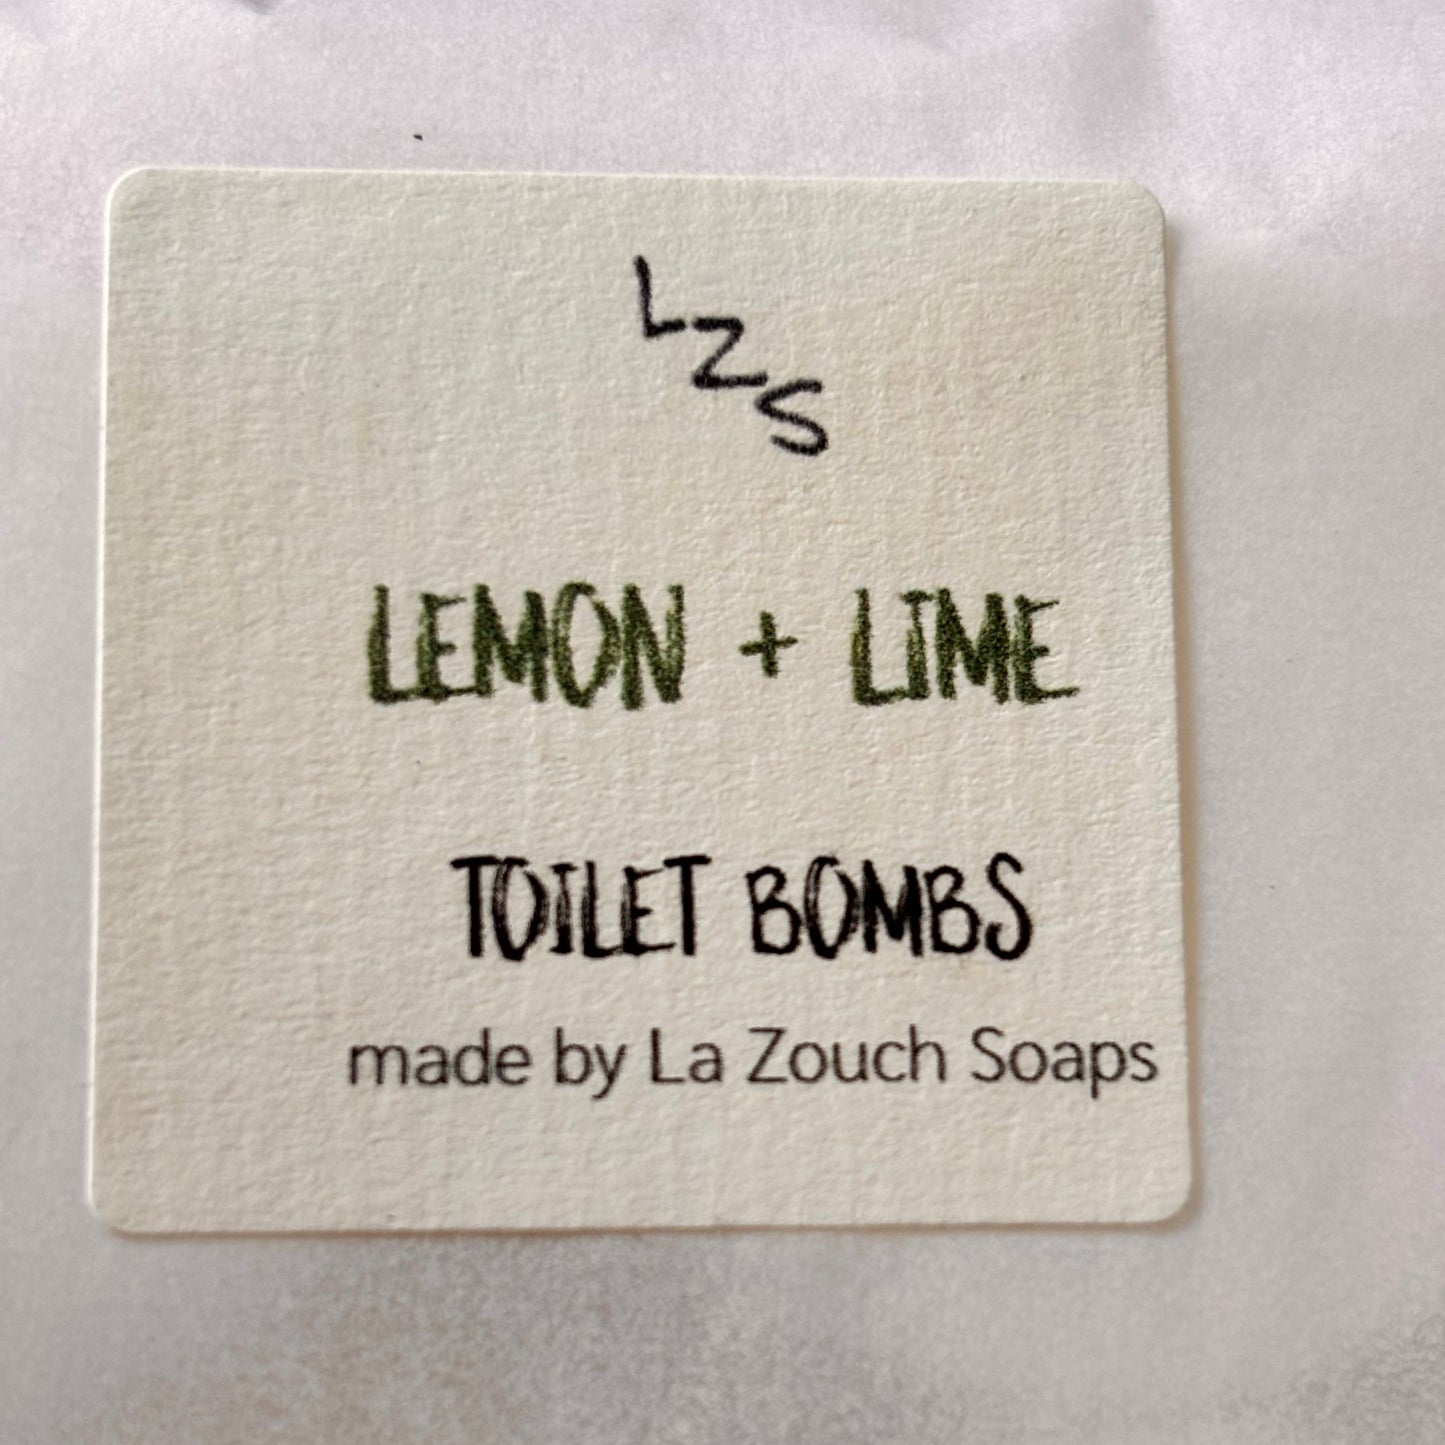 LZS
LEMON + LIME
TOILET BOMBS
made by La Zouch Soaps